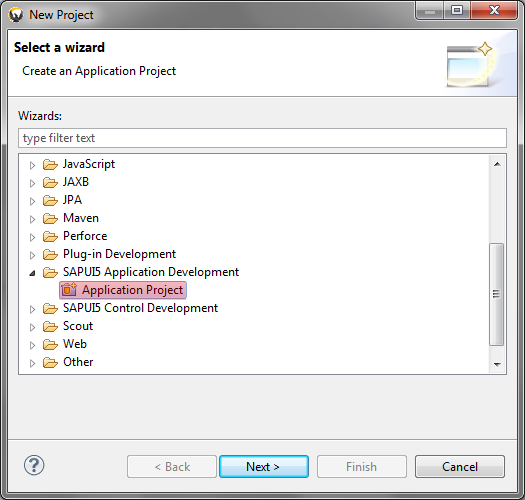 New Project
Select a wizard
Create an Application Project
Wizards:
type filter text
JavaScript
JAXB
JPA
Maven
Perforce
Plug-in Development
SAPUI5 Application Development
Application Project
SAPUI5 Control Development
Scout
Web
Other
?
< Back Next > Finish Cancel